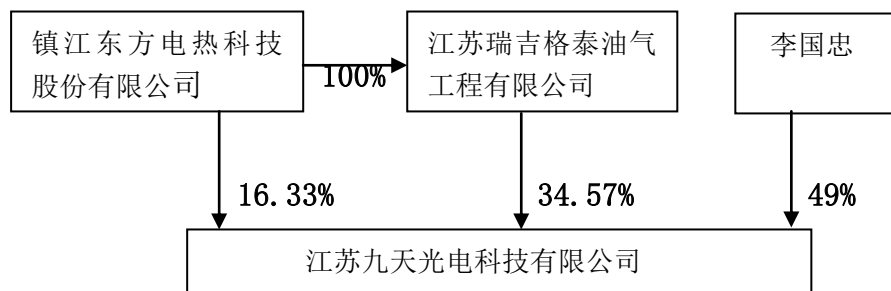 镇江东方电热科技
股份有限公司
100%
江苏瑞吉格泰油气
工程有限公司
李国忠
16.33%
34.57%
49%
江苏九天光电科技有限公司